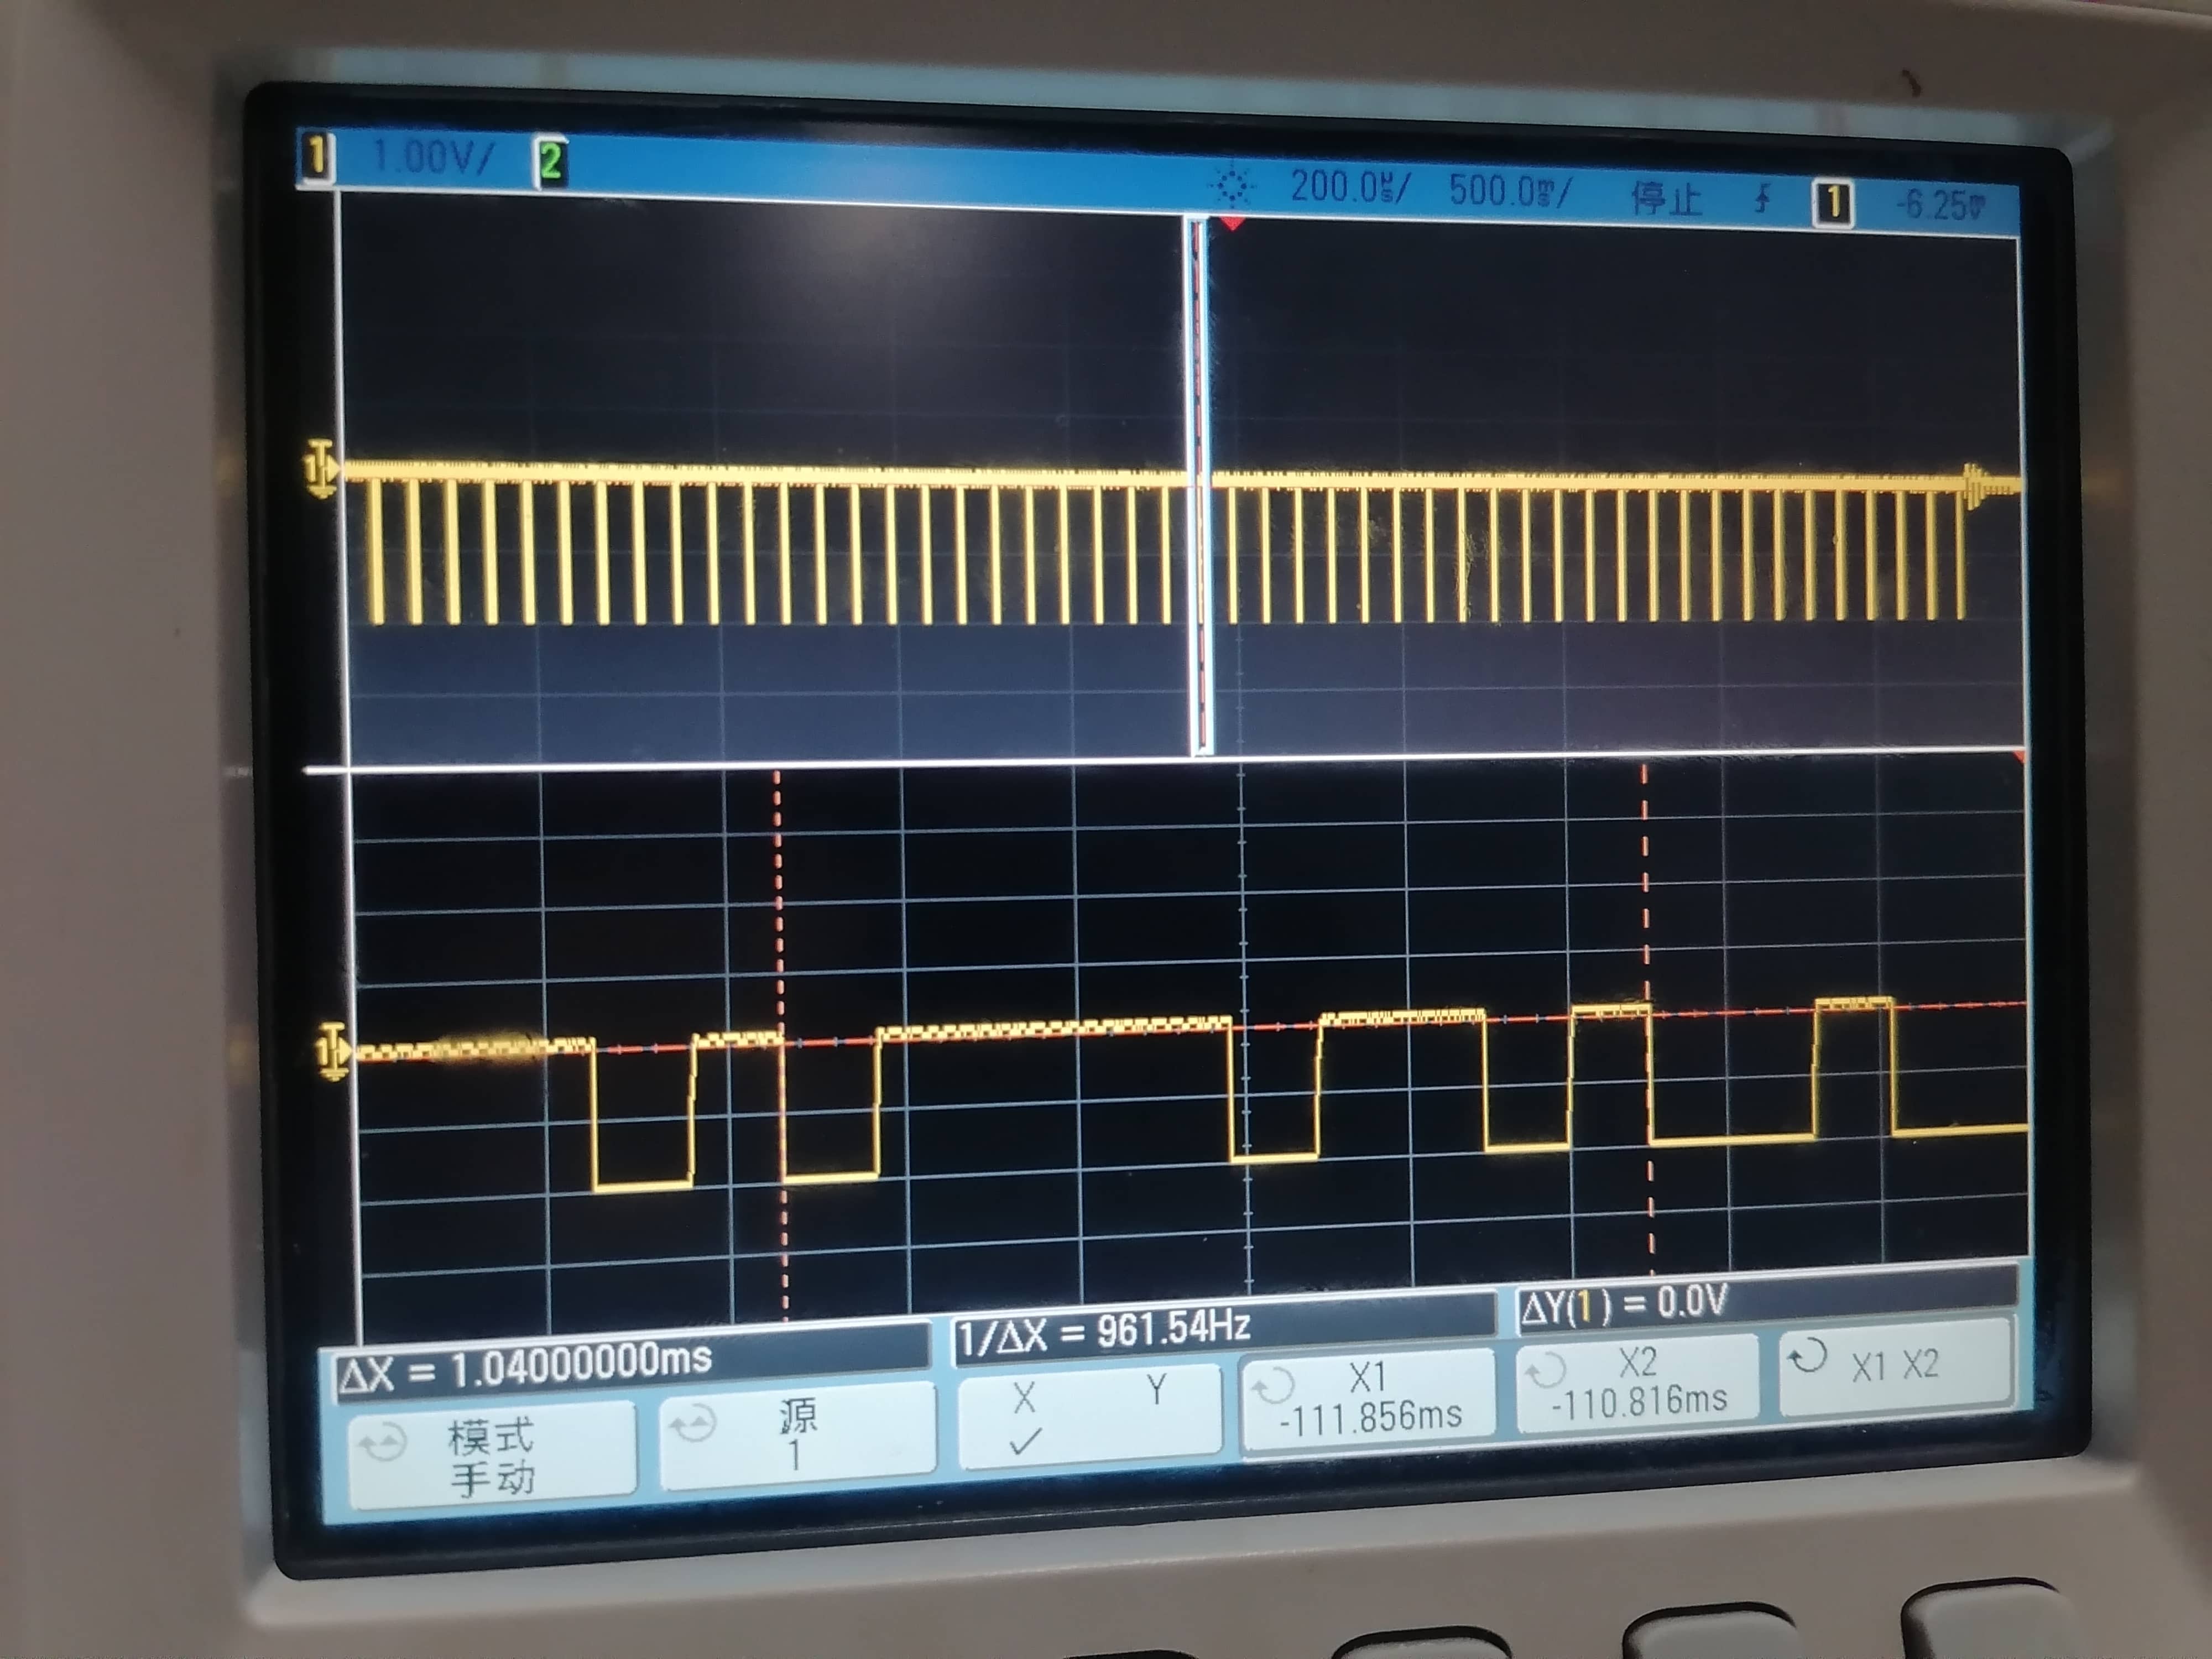 1 1.00V/ 2 200.0us/ 500.0ms/ 停止 1 -6.25mV
ΔX = 1.04000000ms 1/ΔX = 961.54Hz ΔY(1) = 0.0V
模式 源 X Y X1 X2 X1 X2
手动 1 ✓ -111.856ms -110.816ms